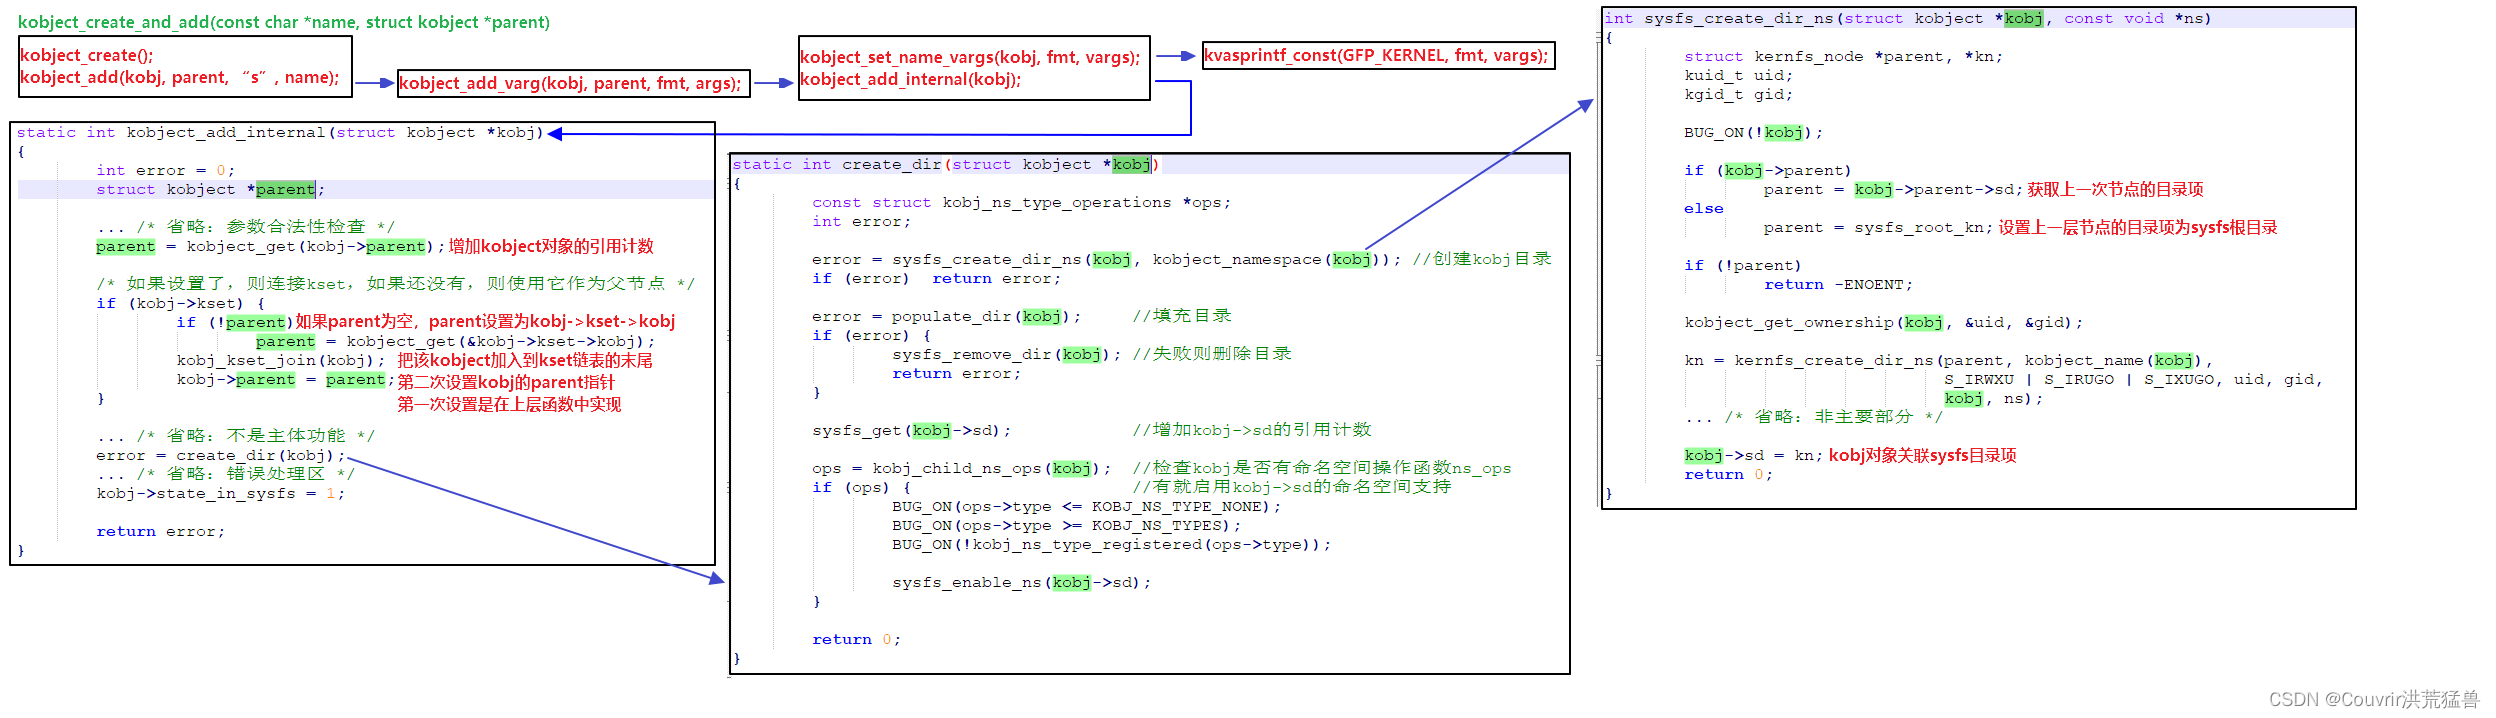 kobject_create_and_add(const char *name, struct kobject *parent)
kobject_create();
kobject_add(kobj, parent, “s”, name);
kobject_add_varg(kobj, parent, fmt, args);
kobject_set_name_vargs(kobj, fmt, vargs);
kobject_add_internal(kobj);
kvasprintf_const(GFP_KERNEL, fmt, vargs);
static int kobject_add_internal(struct kobject *kobj)
{
int error = 0;
struct kobject *parent;
... /* 省略：参数合法性检查 */
parent = kobject_get(kobj->parent); 增加kobject对象的引用计数
/* 如果设置了，则连接kset，如果还没有，则使用它作为父节点 */
if (kobj->kset) {
if (!parent) 如果parent为空，parent设置为kobj->kset->kobj
parent = kobject_get(&kobj->kset->kobj);
kobj_kset_join(kobj); 把该kobject加入到kset链表的末尾
kobj->parent = parent; 第二次设置kobj的parent指针
第一次设置是在上层函数中实现
}
... /* 省略：不是主体功能 */
error = create_dir(kobj);
... /* 省略：错误处理区 */
kobj->state_in_sysfs = 1;
return error;
}
static int create_dir(struct kobject *kobj)
{
const struct kobj_ns_type_operations *ops;
int error;
error = sysfs_create_dir_ns(kobj, kobject_namespace(kobj)); //创建kobj目录
if (error) return error;
error = populate_dir(kobj); //填充目录
if (error) {
sysfs_remove_dir(kobj); //失败则删除目录
return error;
}
sysfs_get(kobj->sd); //增加kobj->sd的引用计数
ops = kobj_child_ns_ops(kobj); //检查kobj是否有命名空间操作函数ns_ops
if (ops) { //有就启用kobj->sd的命名空间支持
BUG_ON(ops->type <= KOBJ_NS_TYPE_NONE);
BUG_ON(ops->type >= KOBJ_NS_TYPES);
BUG_ON(!kobj_ns_type_registered(ops->type));
sysfs_enable_ns(kobj->sd);
}
return 0;
}
int sysfs_create_dir_ns(struct kobject *kobj, const void *ns)
{
struct kernfs_node *parent, *kn;
kuid_t uid;
kgid_t gid;
BUG_ON(!kobj);
if (kobj->parent)
parent = kobj->parent->sd; 获取上一次节点的目录项
else
parent = sysfs_root_kn; 设置上一层节点的目录项为sysfs根目录
if (!parent)
return -ENOENT;
kobject_get_ownership(kobj, &uid, &gid);
kn = kernfs_create_dir_ns(parent, kobject_name(kobj),
S_IRWXU | S_IRUGO | S_IXUGO, uid, gid,
kobj, ns);
... /* 省略：非主要部分 */
kobj->sd = kn; kobj对象关联sysfs目录项
return 0;
}
CSDN @Couvrir洪荒猛兽